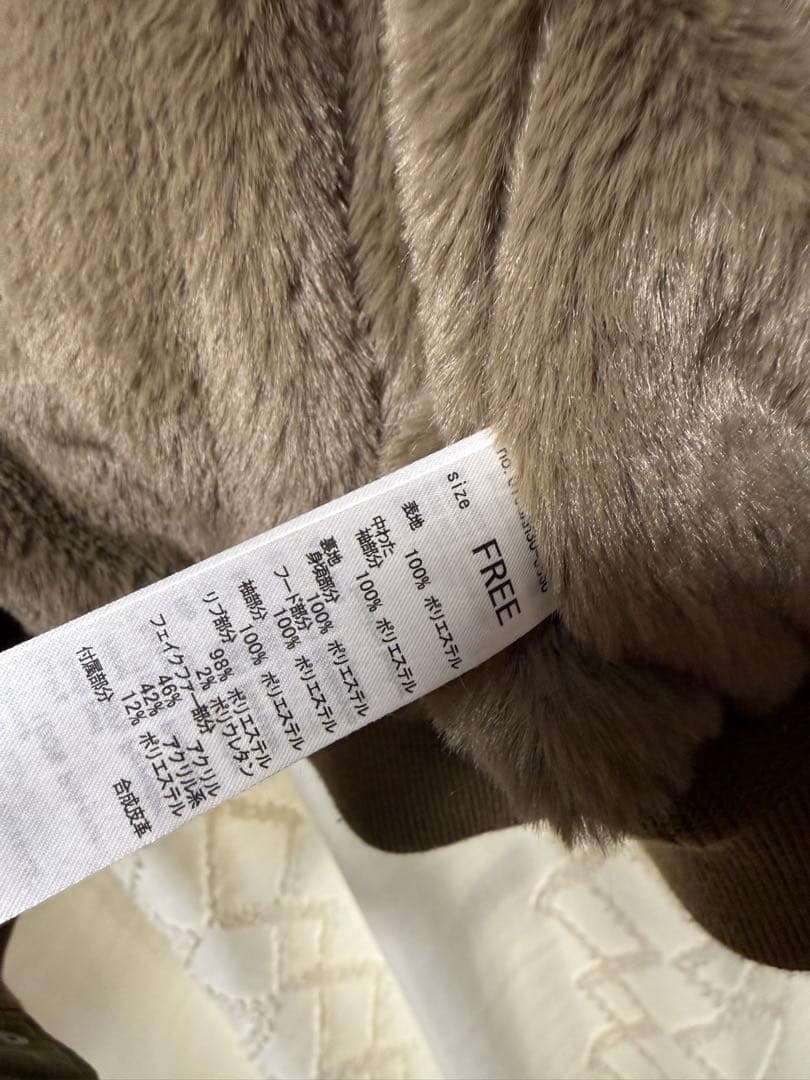 no.
size
FREE
表地
100% ポリエステル
中わた
袖部分
100% ポリエステル
裏地
身頃部分
100% ポリエステル
フード部分
100% ポリエステル
袖部分
100% ポリエステル
リブ部分
98% ポリエステル
2% ポリウレタン
フェイクファー部分
46% アクリル
42% アクリル系
12% ポリエステル
付属部分
合成皮革